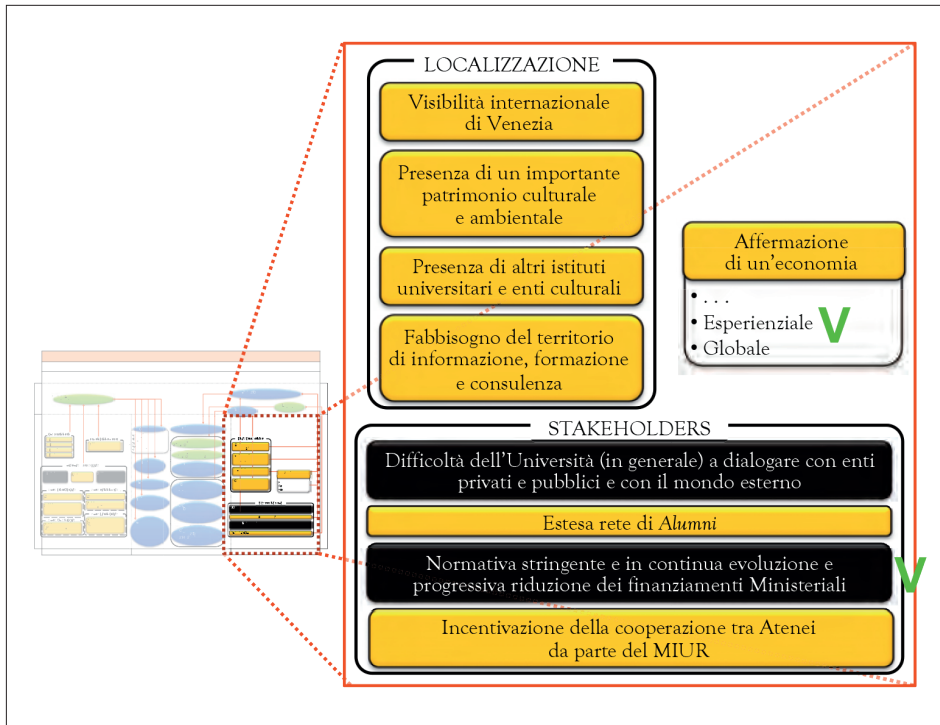 LOCALIZZAZIONE
Visibilità internazionale
di Venezia
Presenza di un importante
patrimonio culturale
e ambientale
Presenza di altri istituti
universitari e enti culturali
Fabbisogno del territorio
di informazione, formazione
e consulenza
Affermazione
di un'economia
• . . .
• Esperienziale
• Globale
V
STAKEHOLDERS
Difficoltà dell'Università (in generale) a dialogare con enti
privati e pubblici e con il mondo esterno
Estesa rete di Alumni
Normativa stringente e in continua evoluzione e
progressiva riduzione dei finanziamenti Ministeriali
V
Incentivazione della cooperazione tra Atenei
da parte del MIUR